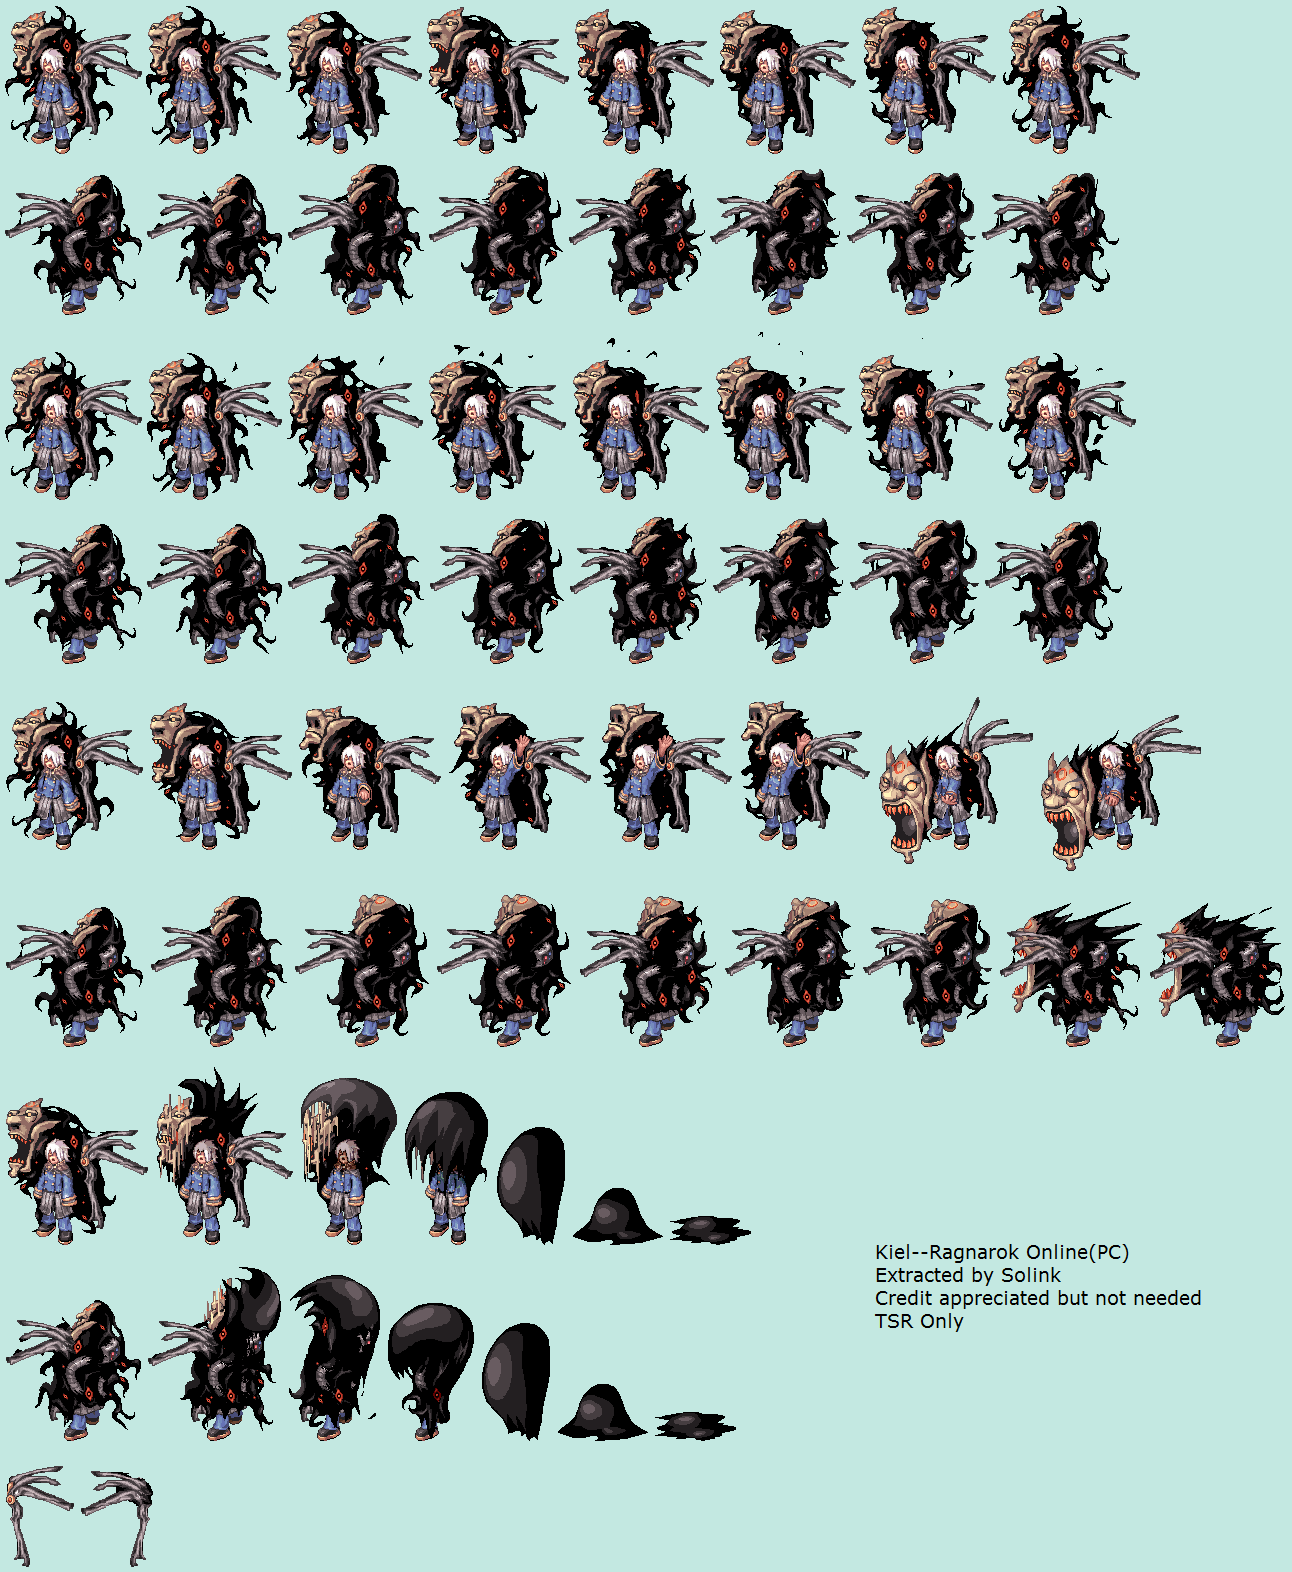 Kiel--Ragnarok Online(PC)
Extracted by Solink
Credit appreciated but not needed
TSR Only